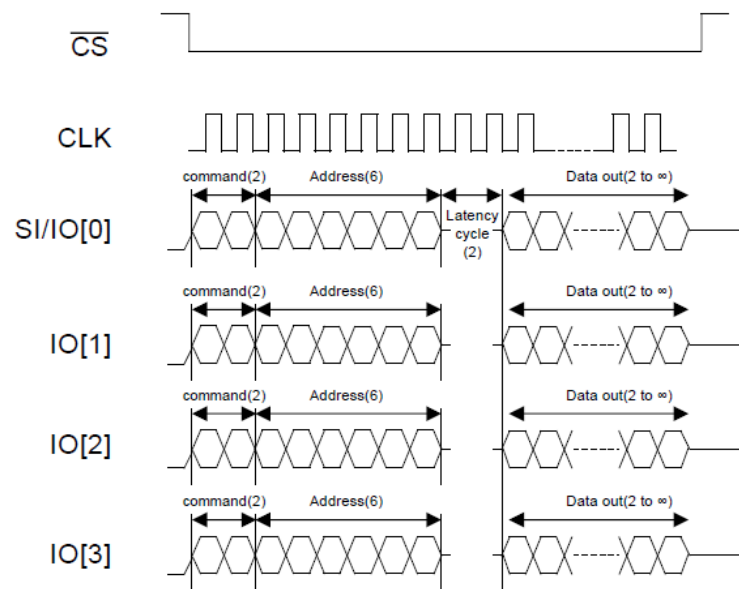 CS
CLK
command(2) Address(6) Data out(2 to ∞)
SI/IO[0] Latency
cycle
(2)
command(2) Address(6) Data out(2 to ∞)
IO[1]
command(2) Address(6) Data out(2 to ∞)
IO[2]
command(2) Address(6) Data out(2 to ∞)
IO[3]